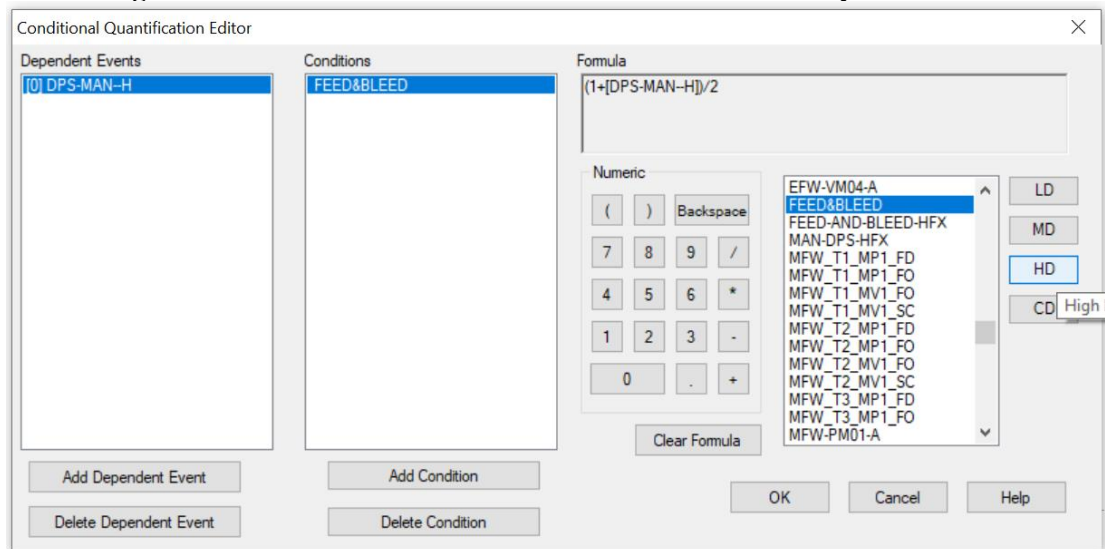 Conditional Quantification Editor
Dependent Events
Conditions
Formula
[0] DPS-MAN--H
FEED&BLEED
(1+[DPS-MAN--H])/2
Numeric
( ) Backspace
7 8 9 /
4 5 6 *
1 2 3 -
0 . +
Clear Formula
EFW-VM04-A
FEED&BLEED
FEED-AND-BLEED-HFX
MAN-DPS-HFX
MFW_T1_MP1_FD
MFW_T1_MP1_FO
MFW_T1_MV1_FO
MFW_T1_MV1_SC
MFW_T2_MP1_FD
MFW_T2_MP1_FO
MFW_T2_MV1_FO
MFW_T2_MV1_SC
MFW_T3_MP1_FD
MFW_T3_MP1_FO
MFW-PM01-A
LD
MD
HD
CD
High
Add Dependent Event
Add Condition
OK Cancel Help
Delete Dependent Event
Delete Condition